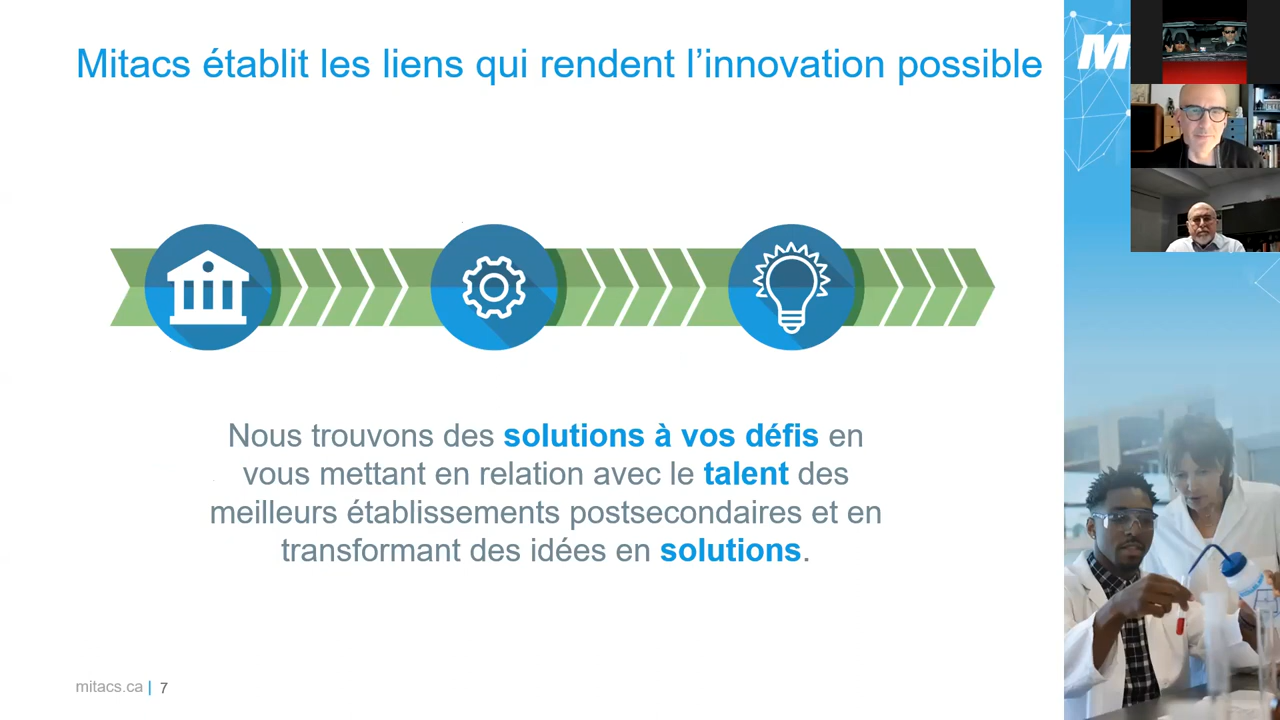 Mitacs établit les liens qui rendent l’innovation possible
M
Nous trouvons des solutions à vos défis en
vous mettant en relation avec le talent des
meilleurs établissements postsecondaires et en
transformant des idées en solutions.
mitacs.ca | 7